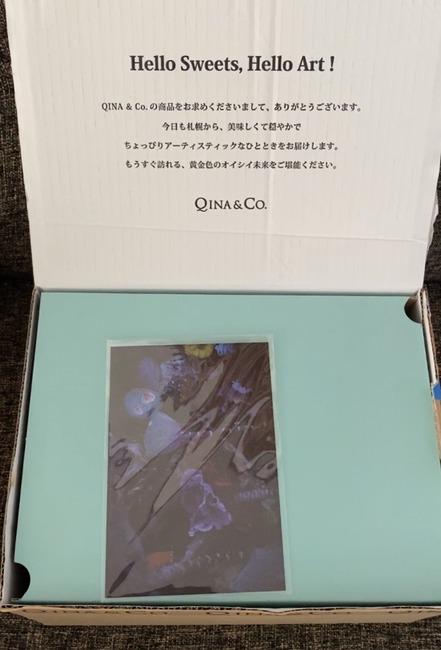 Hello Sweets, Hello Art !
QINA & Co. の商品をお求めくださいまして、ありがとうございます。
今日も札幌から、美味しくて穏やかで
ちょっぴりアーティスティックなひとときをお届けします。
もうすぐ訪れる、黄金色のオイシイ未来をご堪能ください。
QINA & CO.